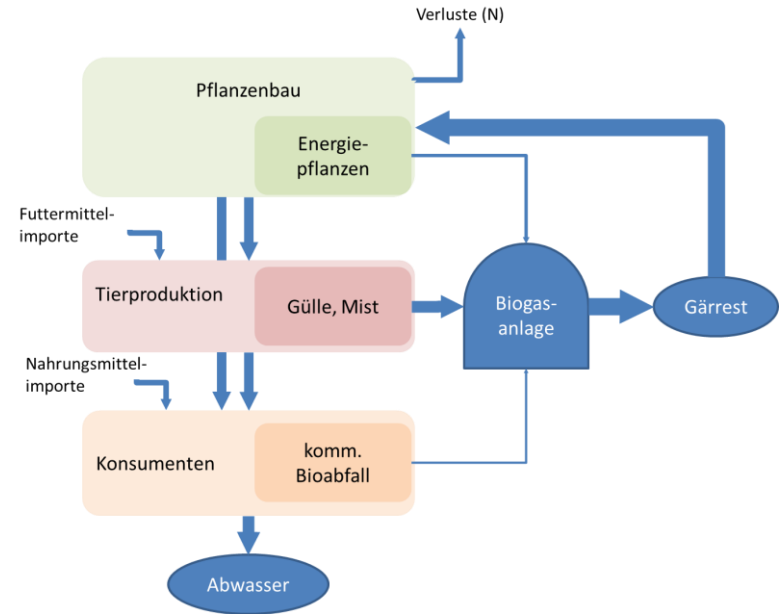 Verluste (N)
Pflanzenbau
Energie-
pflanzen
Futtermittel-
importe
Tierproduktion
Gülle, Mist
Biogas-
anlage
Gärrest
Nahrungsmittel-
importe
Konsumenten
komm.
Bioabfall
Abwasser